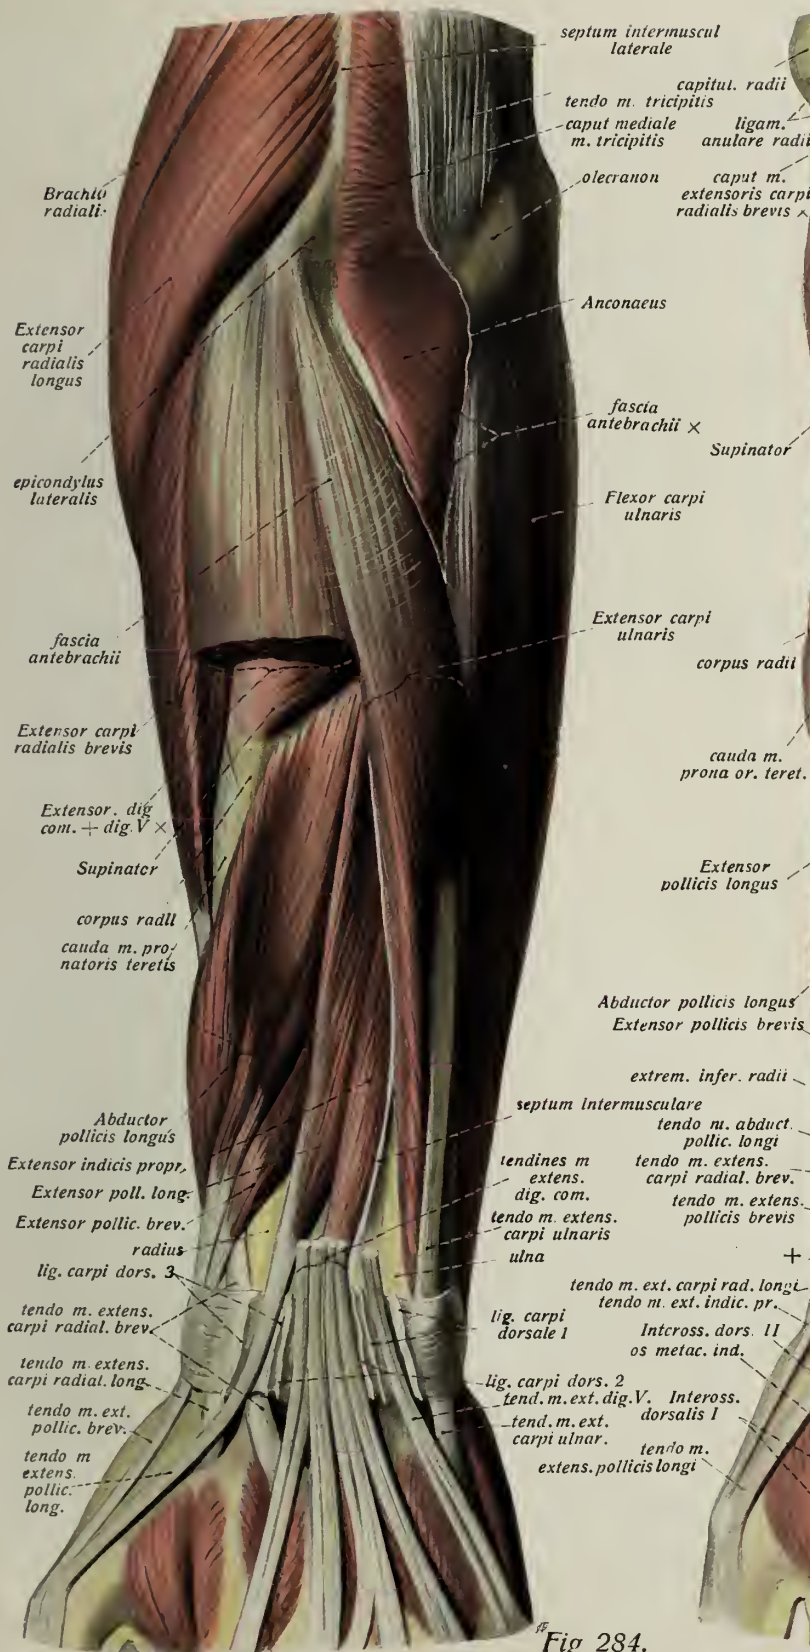 septum intermuscul
laterale
capitul. radii
tendo m. tricipitis
caput mediale
m. tricipitis
ligam.
anulare radii
olecranon
caput m.
extensoris carpi
radialis brevis ×
Brachio
radiali.
Anconaeus
Extensor
carpi
radialis
longus
fascia
antebrachii ×
Supinator
epicondylus
lateralis
Flexor carpi
ulnaris
Extensor carpi
ulnaris
fascia
antebrachii
corpus radii
Extensor carpi
radialis brevis
cauda m.
prona or. teret.
Extensor. dig
com. + dig. V ×
Supinator
Extensor
pollicis longus
corpus radii
cauda m. pro-
natoris teretis
Abductor pollicis longus
Extensor pollicis brevis
extrem. infer. radii
septum intermusculare
Abductor
pollicis longus
tendo m. abduct.
pollic. longi
Extensor indicis propr.
tendines m
extens.
dig. com.
tendo m. extens.
carpi radial. brev.
Extensor poll. long.
tendo m. extens.
pollicis brevis
Extensor pollic. brev.
tendo m. extens.
carpi ulnaris
radius
ulna
+
lig. carpi dors. 3
tendo m. ext. carpi rad. longi
tendo m. ext. indic. pr.
tendo m. extens.
carpi radial. brev.
lig. carpi
dorsale 1
Inteross. dors. II
os metac. ind.
tendo m. extens.
carpi radial. long
lig. carpi dors. 2
tend. m. ext. dig. V.
Inteross.
dorsalis I
tendo m. ext.
pollic. brev.
tend. m. ext.
carpi ulnar.
tendo m.
extens. pollicis longi
tendo m
extens.
pollic.
long.
Fig 284.